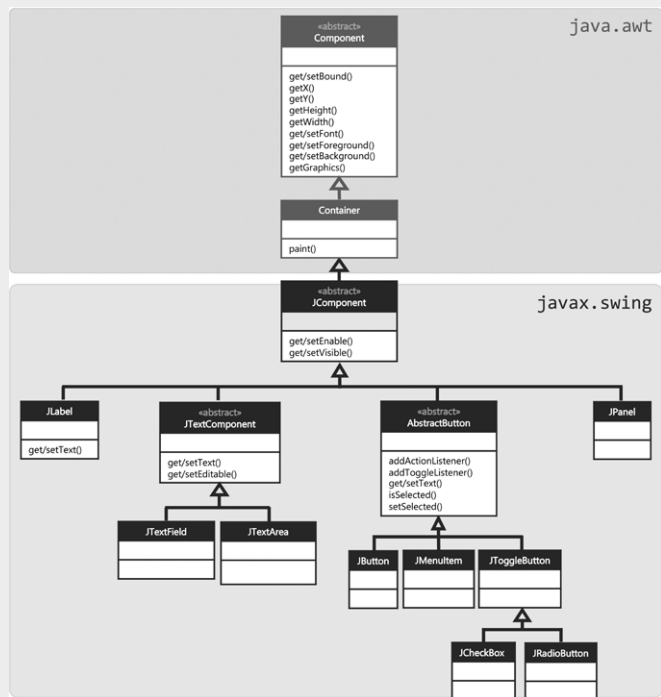 java.awt
«abstract»
Component
get/setBound()
getX()
getY()
getHeight()
getWidth()
get/setFont()
get/setForeground()
get/setBackground()
getGraphics()
Container
paint()
javax.swing
«abstract»
JComponent
get/setEnable()
get/setVisible()
JLabel
get/setText()
«abstract»
JTextComponent
get/setText()
get/setEditable()
«abstract»
AbstractButton
addActionListener()
addToggleListener()
get/setText()
isSelected()
setSelected()
JPanel
JTextField
JTextArea
JButton
JMenuItem
JToggleButton
JCheckBox
JRadioButton